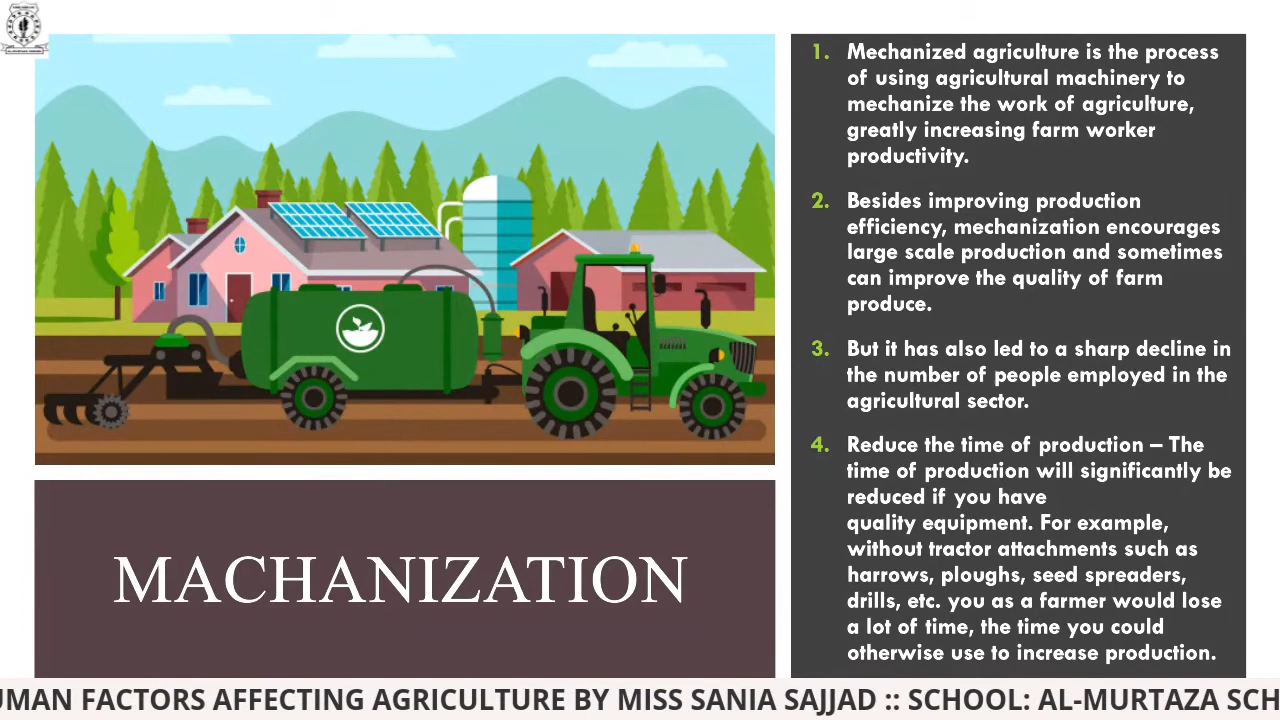 1. Mechanized agriculture is the process
of using agricultural machinery to
mechanize the work of agriculture,
greatly increasing farm worker
productivity.
2. Besides improving production
efficiency, mechanization encourages
large scale production and sometimes
can improve the quality of farm
produce.
3. But it has also led to a sharp decline in
the number of people employed in the
agricultural sector.
4. Reduce the time of production – The
time of production will significantly be
reduced if you have
quality equipment. For example,
without tractor attachments such as
harrows, ploughs, seed spreaders,
drills, etc. you as a farmer would lose
a lot of time, the time you could
otherwise use to increase production.
MACHANIZATION
UMAN FACTORS AFFECTING AGRICULTURE BY MISS SANIA SAJJAD :: SCHOOL: AL-MURTAZA SCH